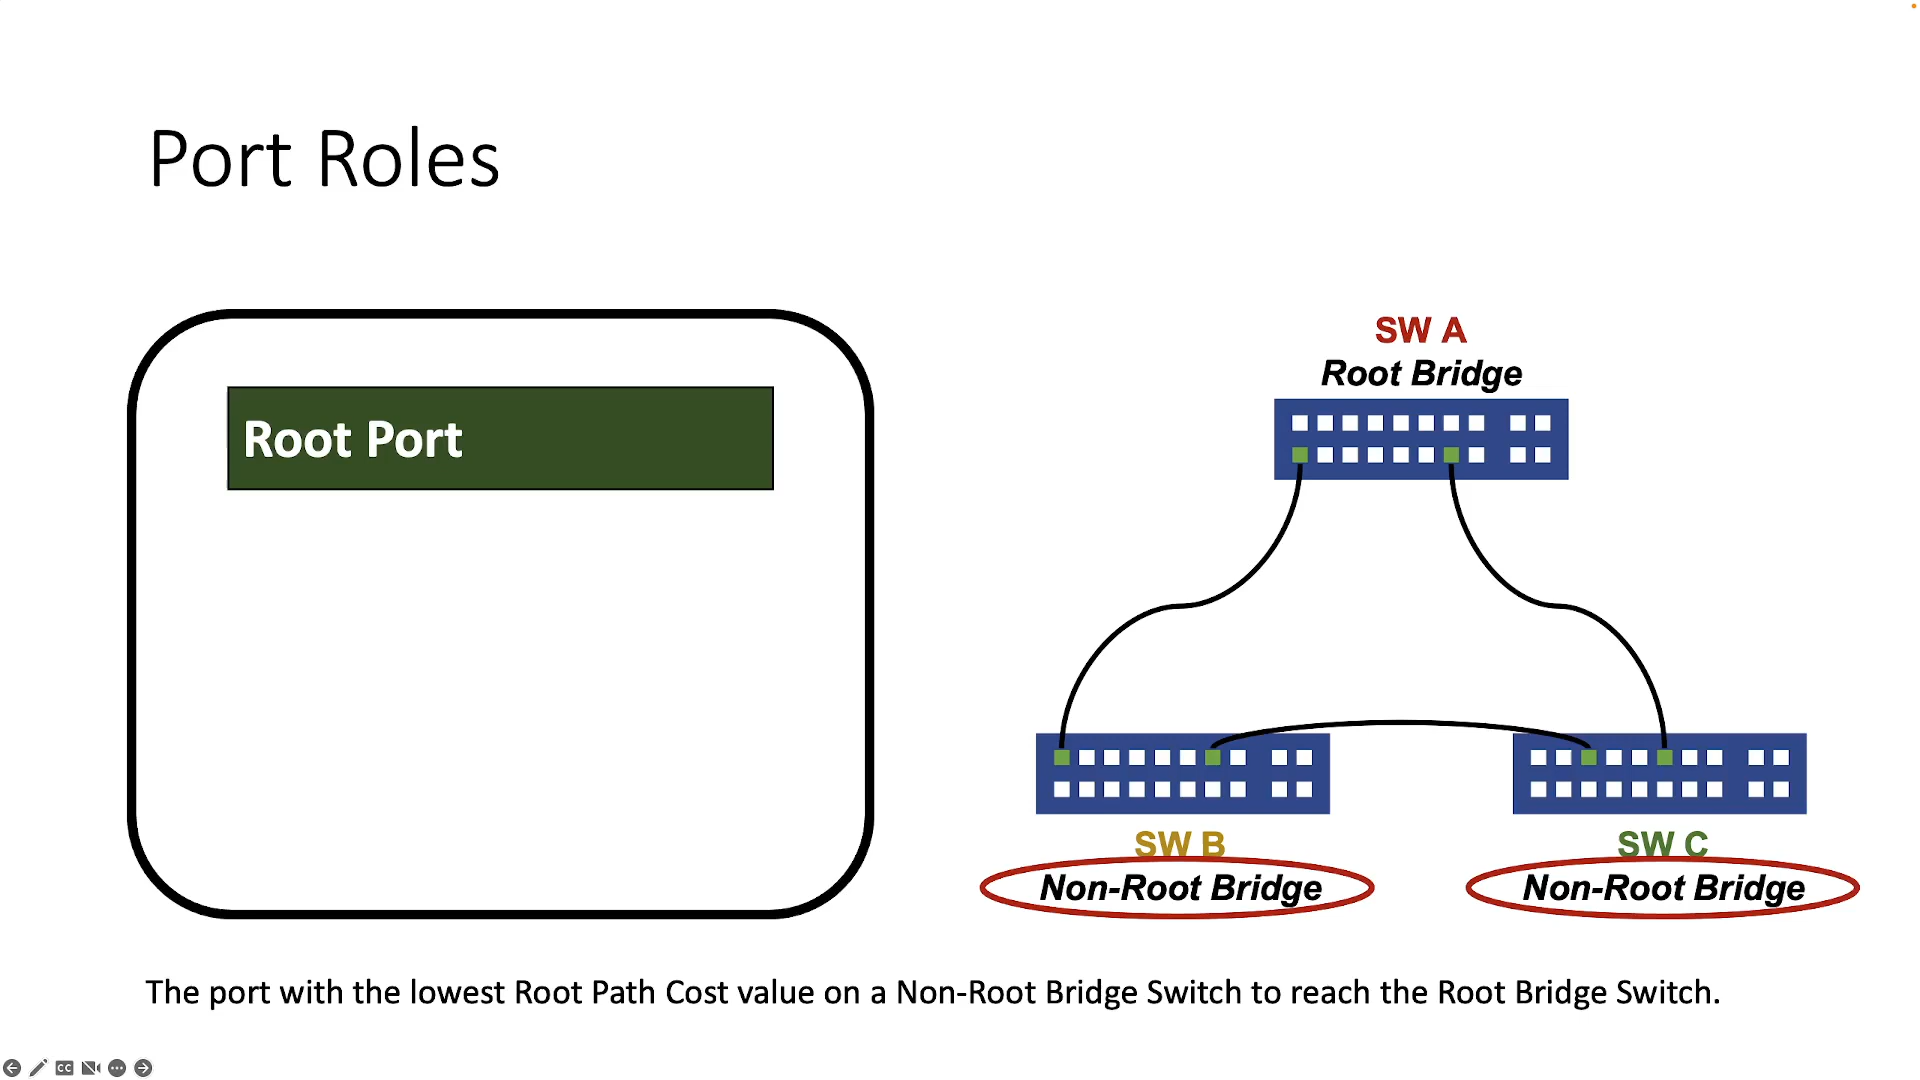 Port Roles
Root Port
SW A
Root Bridge
SW B
Non-Root Bridge
SW C
Non-Root Bridge
The port with the lowest Root Path Cost value on a Non-Root Bridge Switch to reach the Root Bridge Switch.
CC